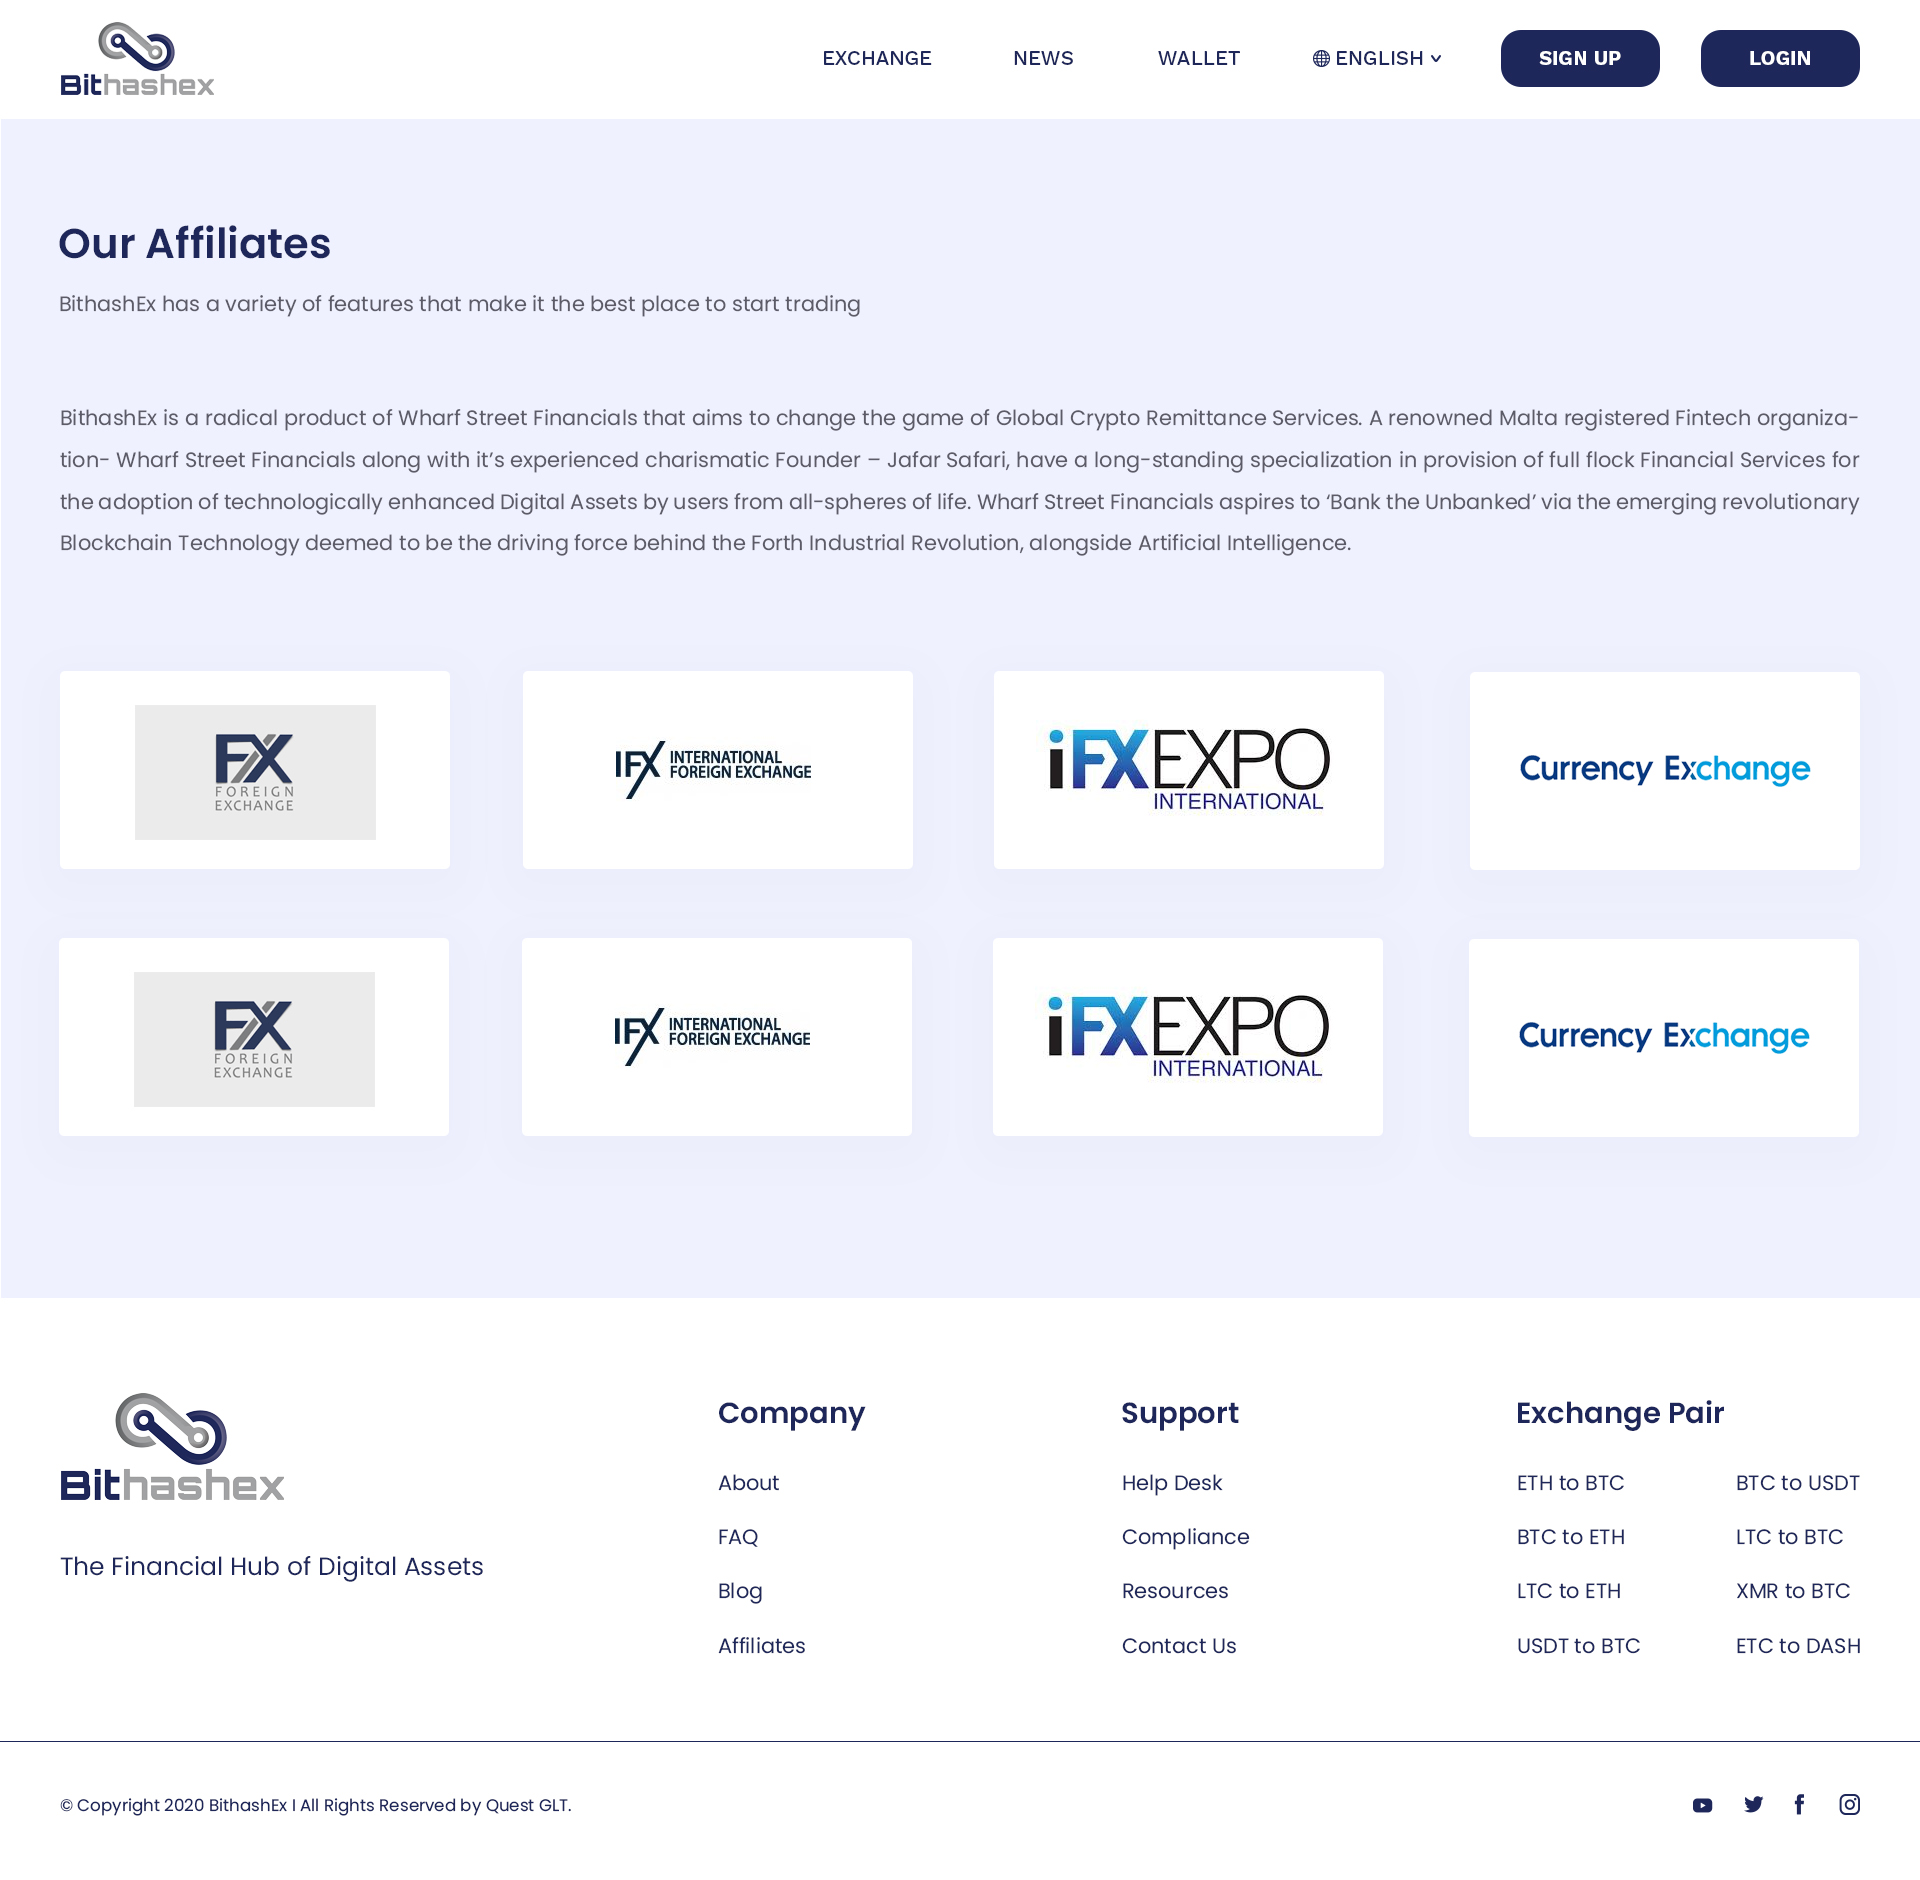 Bithashex
EXCHANGE NEWS WALLET ENGLISH SIGN UP LOGIN
Our Affiliates
BithashEx has a variety of features that make it the best place to start trading
BithashEx is a radical product of Wharf Street Financials that aims to change the game of Global Crypto Remittance Services. A renowned Malta registered Fintech organiza-
tion- Wharf Street Financials along with it’s experienced charismatic Founder – Jafar Safari, have a long-standing specialization in provision of full flock Financial Services for
the adoption of technologically enhanced Digital Assets by users from all-spheres of life. Wharf Street Financials aspires to ‘Bank the Unbanked’ via the emerging revolutionary
Blockchain Technology deemed to be the driving force behind the Forth Industrial Revolution, alongside Artificial Intelligence.
FX
FOREIGN
EXCHANGE
IFX INTERNATIONAL
FOREIGN EXCHANGE
iFXEXPO
INTERNATIONAL
Currency Exchange
FX
FOREIGN
EXCHANGE
IFX INTERNATIONAL
FOREIGN EXCHANGE
iFXEXPO
INTERNATIONAL
Currency Exchange
Bithashex
The Financial Hub of Digital Assets
Company
About
FAQ
Blog
Affiliates
Support
Help Desk
Compliance
Resources
Contact Us
Exchange Pair
ETH to BTC BTC to USDT
BTC to ETH LTC to BTC
LTC to ETH XMR to BTC
USDT to BTC ETC to DASH
© Copyright 2020 BithashEx I All Rights Reserved by Quest GLT.